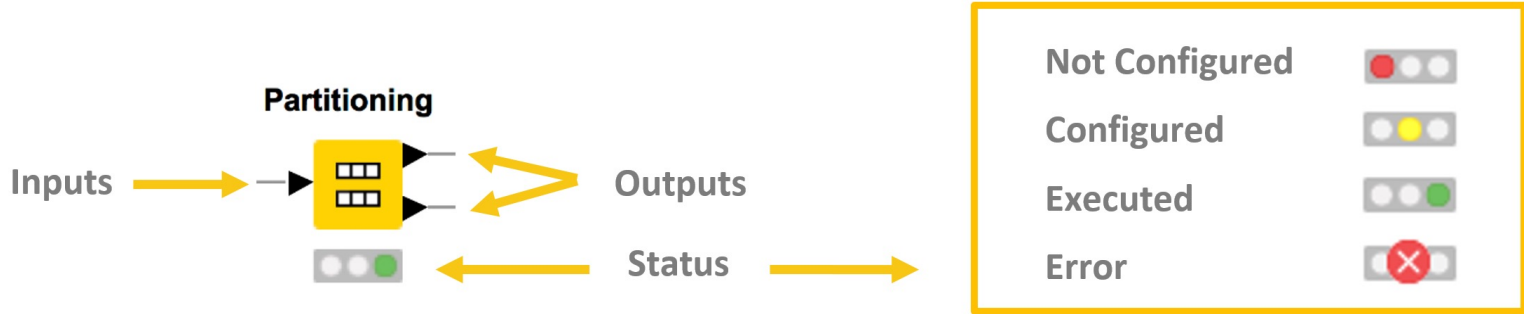 Partitioning
Inputs
Outputs
Status
Not Configured
Configured
Executed
Error